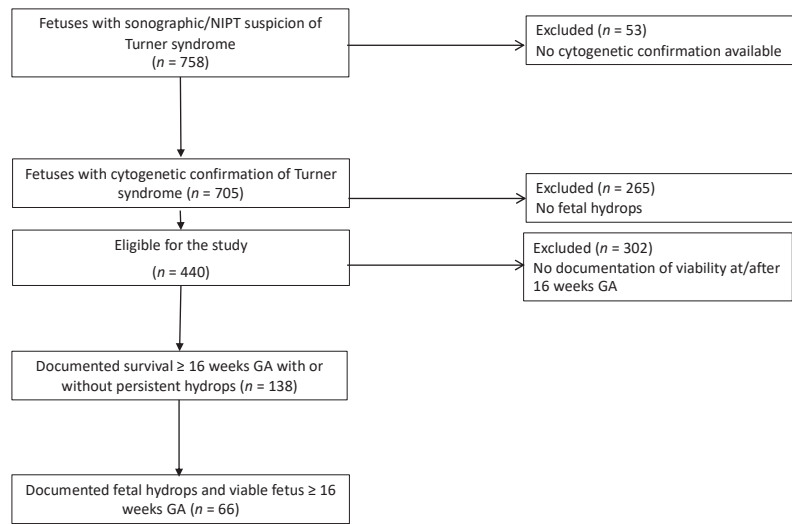 Fetuses with sonographic/NIPT suspicion of
Turner syndrome
(n = 758)
Excluded (n = 53)
No cytogenetic confirmation available
Fetuses with cytogenetic confirmation of Turner
syndrome (n = 705)
Excluded (n = 265)
No fetal hydrops
Eligible for the study
(n = 440)
Excluded (n = 302)
No documentation of viability at/after
16 weeks GA
Documented survival ≥ 16 weeks GA with or
without persistent hydrops (n = 138)
Documented fetal hydrops and viable fetus ≥ 16
weeks GA (n = 66)